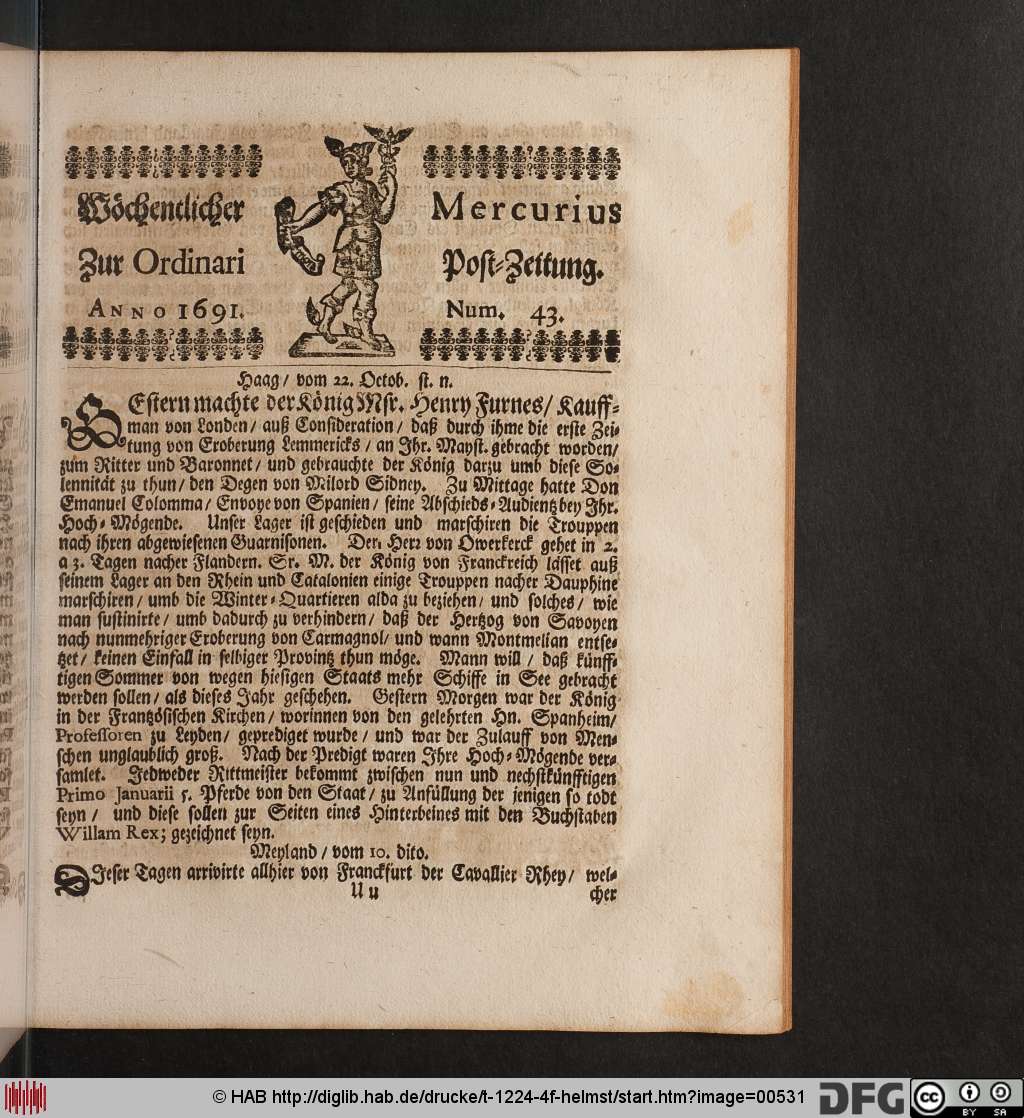 Wöchentlicher Mercurius
Zur Ordinari Post-Zeitung.
ANNO 1691. Num. 43.
Haag/ vom 22. Octob. st. n.
GEstern machte der König Msr. Henry Furnes/ Kauff-
man von Londen/ auß Consideration/ daß durch ihme die erste Zei-
tung von Eroberung Lemmericks/ an Ihr. Mayst. gebracht worden/
zum Ritter und Baronnet/ und gebrauchte der König darzu umb diese So-
lennität zu thun/ den Degen von Milord Sidney. Zu Mittage hatte Don
Emanuel Colomma/ Envoye von Spanien/ seine Abschieds-Audientz bey Ihr.
Hoch-Mögende. Unser Lager ist geschieden und marschiren die Trouppen
nach ihren abgewiesenen Guarnisonen. Der Herr von Owerkerck gehet in 2.
a 3. Tagen nacher Flandern. Sr. M. der König von Franckreich lässet auß
seinem Lager an den Rhein und Catalonien einige Trouppen nacher Dauphine
marschiren/ umb die Winter-Quartieren alda zu beziehen/ und solches/ wie
man sustinirte/ umb dadurch zu verhindern/ daß der Hertzog von Savoyen
nach nunmehriger Eroberung von Carmagnol/ und wann Montmelian entse-
tzet/ keinen Einfall in selbiger Provintz thun möge. Mann will/ daß künff-
tigen Sommer von wegen hiesigen Staats mehr Schiffe in See gebracht
werden sollen/ als dieses Jahr geschehen. Gestern Morgen war der König
in der Frantzösischen Kirchen/ worinnen von den gelehrten Hn. Spanheim/
Professoren zu Leyden/ geprediget wurde/ und war der Zulauff von Men-
schen unglaublich groß. Nach der Predigt waren Ihre Hoch-Mögende ver-
samlet. Jedweder Rittmeister bekommt zwischen nun und nechstkünfftigen
Primo Januarii 5. Pferde von den Staat/ zu Anfüllung der jenigen so todt
seyn/ und diese sollen zur Seiten eines Hinterbeines mit den Buchstaben
Willam Rex; gezeichnet seyn.
Meyland/ vom 10. dito.
DIeser Tagen arrivirte allhier von Franckfurt der Cavallier Rhey/ wel-
Uu cher
© HAB http://diglib.hab.de/drucke/t-1224-4f-helmst/start.htm?image=00531
DFG
cc BY SA